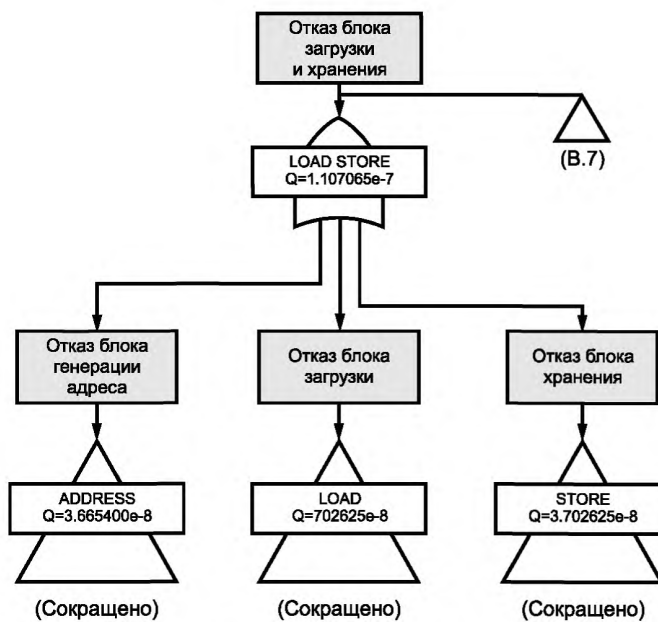 Отказ блока
загрузки
и хранения
(В.7)
LOAD STORE
Q=1.107065e-7
Отказ блока
генерации
адреса
Отказ блока
загрузки
Отказ блока
хранения
ADDRESS
Q=3.665400e-8
LOAD
Q=702625e-8
STORE
Q=3.702625e-8
(Сокращено)
(Сокращено)
(Сокращено)